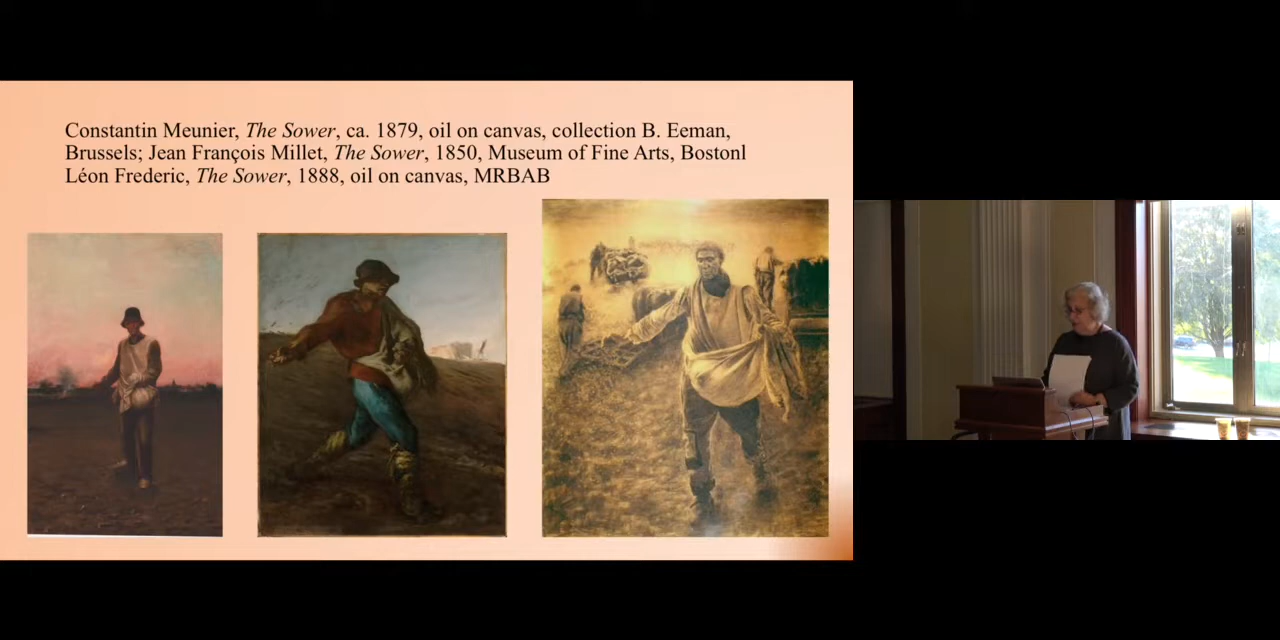 Constantin Meunier, The Sower, ca. 1879, oil on canvas, collection B. Eeman,
Brussels; Jean François Millet, The Sower, 1850, Museum of Fine Arts, Bostonl
Léon Frederic, The Sower, 1888, oil on canvas, MRBAB